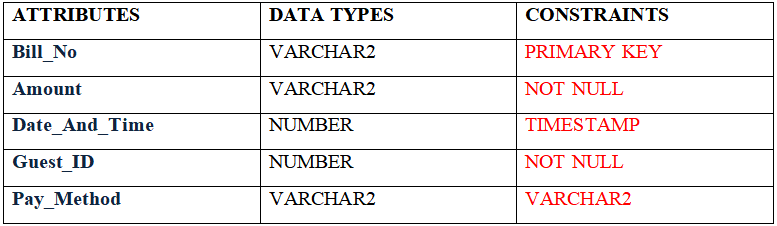 ATTRIBUTES DATA TYPES CONSTRAINTS
Bill_No VARCHAR2 PRIMARY KEY
Amount VARCHAR2 NOT NULL
Date_And_Time NUMBER TIMESTAMP
Guest_ID NUMBER NOT NULL
Pay_Method VARCHAR2 VARCHAR2